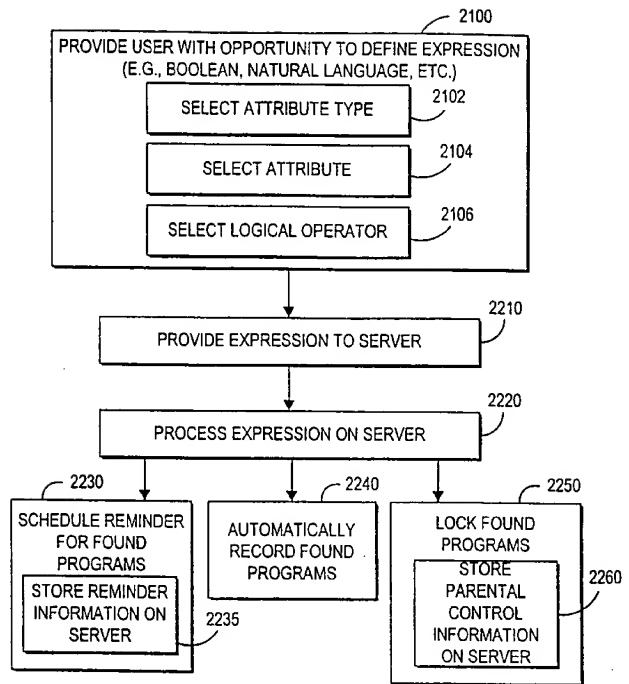 2100
PROVIDE USER WITH OPPORTUNITY TO DEFINE EXPRESSION
(E.G., BOOLEAN, NATURAL LANGUAGE, ETC.)
SELECT ATTRIBUTE TYPE
2102
SELECT ATTRIBUTE
2104
SELECT LOGICAL OPERATOR
2106
PROVIDE EXPRESSION TO SERVER
2210
PROCESS EXPRESSION ON SERVER
2220
2230
SCHEDULE REMINDER
FOR FOUND
PROGRAMS
STORE REMINDER
INFORMATION ON
SERVER
2235
2240
AUTOMATICALLY
RECORD FOUND
PROGRAMS
2250
LOCK FOUND
PROGRAMS
STORE
PARENTAL
CONTROL
INFORMATION
ON SERVER
2260